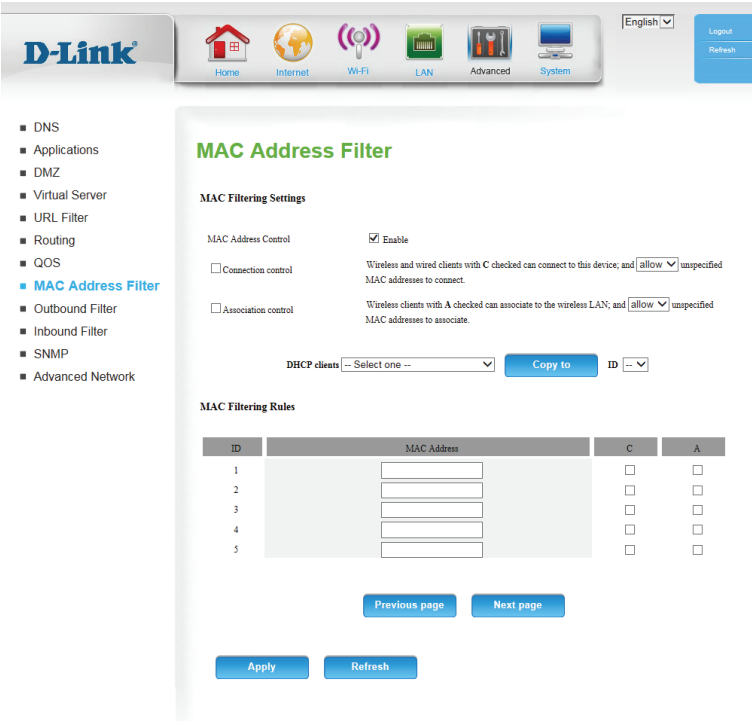 D-Link
Home
Internet
Wi-Fi
LAN
Advanced
System
English
Logout
Refresh
DNS
Applications
DMZ
Virtual Server
URL Filter
Routing
QOS
MAC Address Filter
Outbound Filter
Inbound Filter
SNMP
Advanced Network
MAC Address Filter
MAC Filtering Settings
MAC Address Control
Enable
Connection control
Wireless and wired clients with C checked can connect to this device; and allow unspecified
MAC addresses to connect.
Association control
Wireless clients with A checked can associate to the wireless LAN; and allow unspecified
MAC addresses to associate.
DHCP clients -- Select one -- Copy to ID --
MAC Filtering Rules
ID MAC Address C A
1
2
3
4
5
Previous page Next page
Apply Refresh